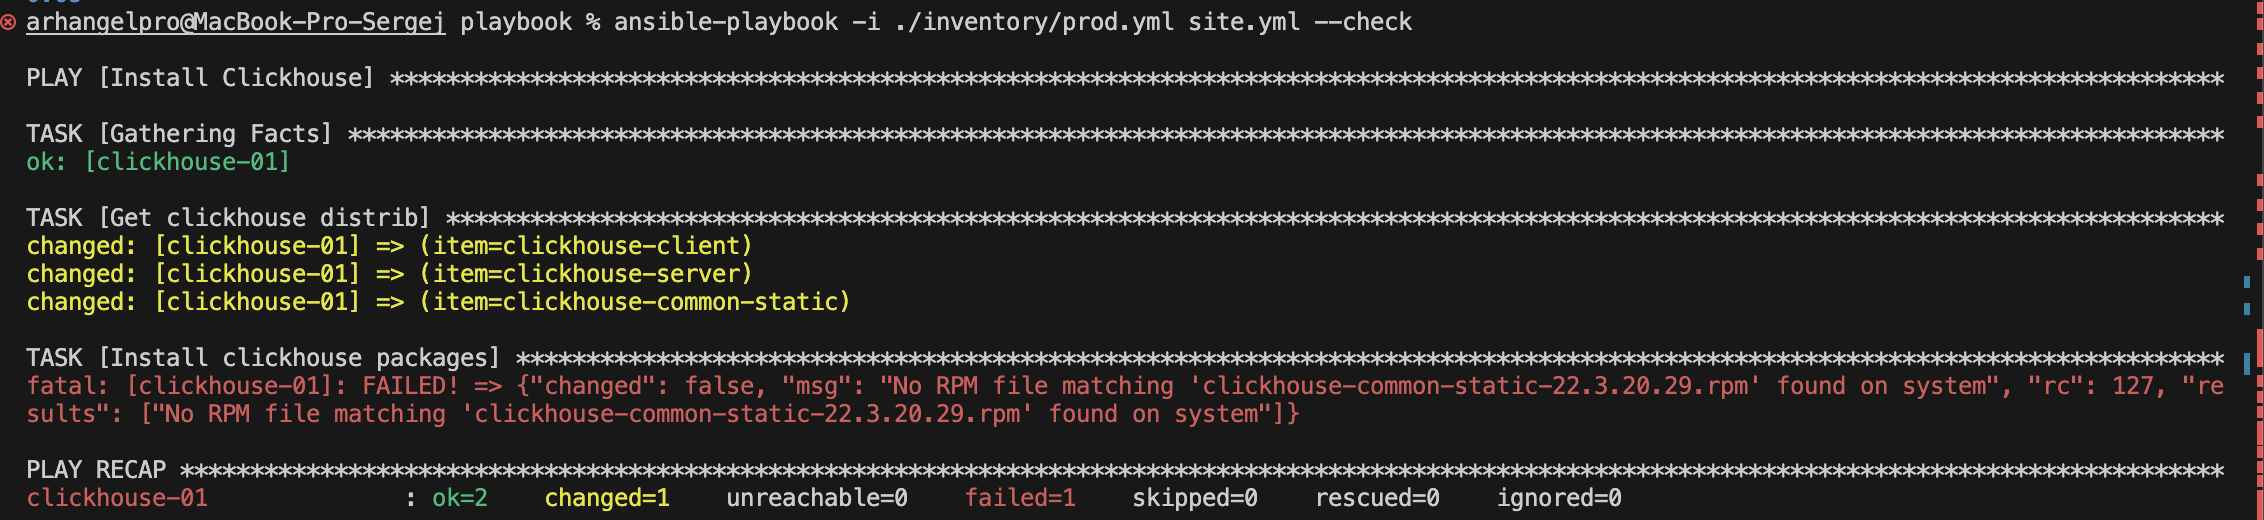 arhangelpro@MacBook-Pro-Sergej playbook % ansible-playbook -i ./inventory/prod.yml site.yml --check
PLAY [Install Clickhouse] ***********************************************************************************************************************************
TASK [Gathering Facts] **************************************************************************************************************************************
ok: [clickhouse-01]
TASK [Get clickhouse distrib] *******************************************************************************************************************************
changed: [clickhouse-01] => (item=clickhouse-client)
changed: [clickhouse-01] => (item=clickhouse-server)
changed: [clickhouse-01] => (item=clickhouse-common-static)
TASK [Install clickhouse packages] **************************************************************************************************************************
fatal: [clickhouse-01]: FAILED! => {"changed": false, "msg": "No RPM file matching 'clickhouse-common-static-22.3.20.29.rpm' found on system", "rc": 127, "re
sults": ["No RPM file matching 'clickhouse-common-static-22.3.20.29.rpm' found on system"]}
PLAY RECAP **************************************************************************************************************************************************
clickhouse-01 : ok=2 changed=1 unreachable=0 failed=1 skipped=0 rescued=0 ignored=0